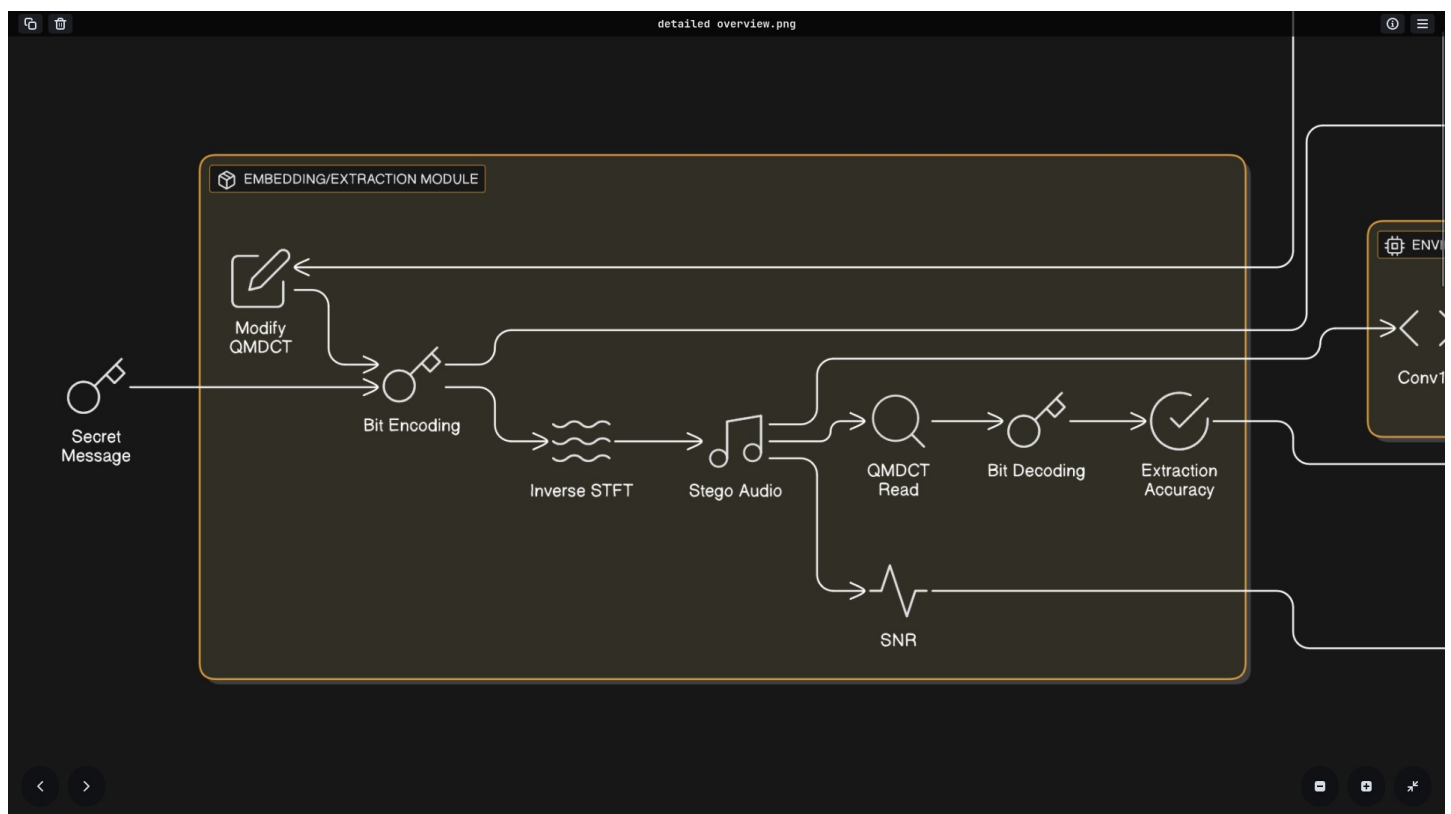 detailed overview.png
EMBEDDING/EXTRACTION MODULE
ENVI
Modify
QMDCT
Conv1
Secret
Message
Bit Encoding
Inverse STFT
Stego Audio
QMDCT
Read
Bit Decoding
Extraction
Accuracy
SNR